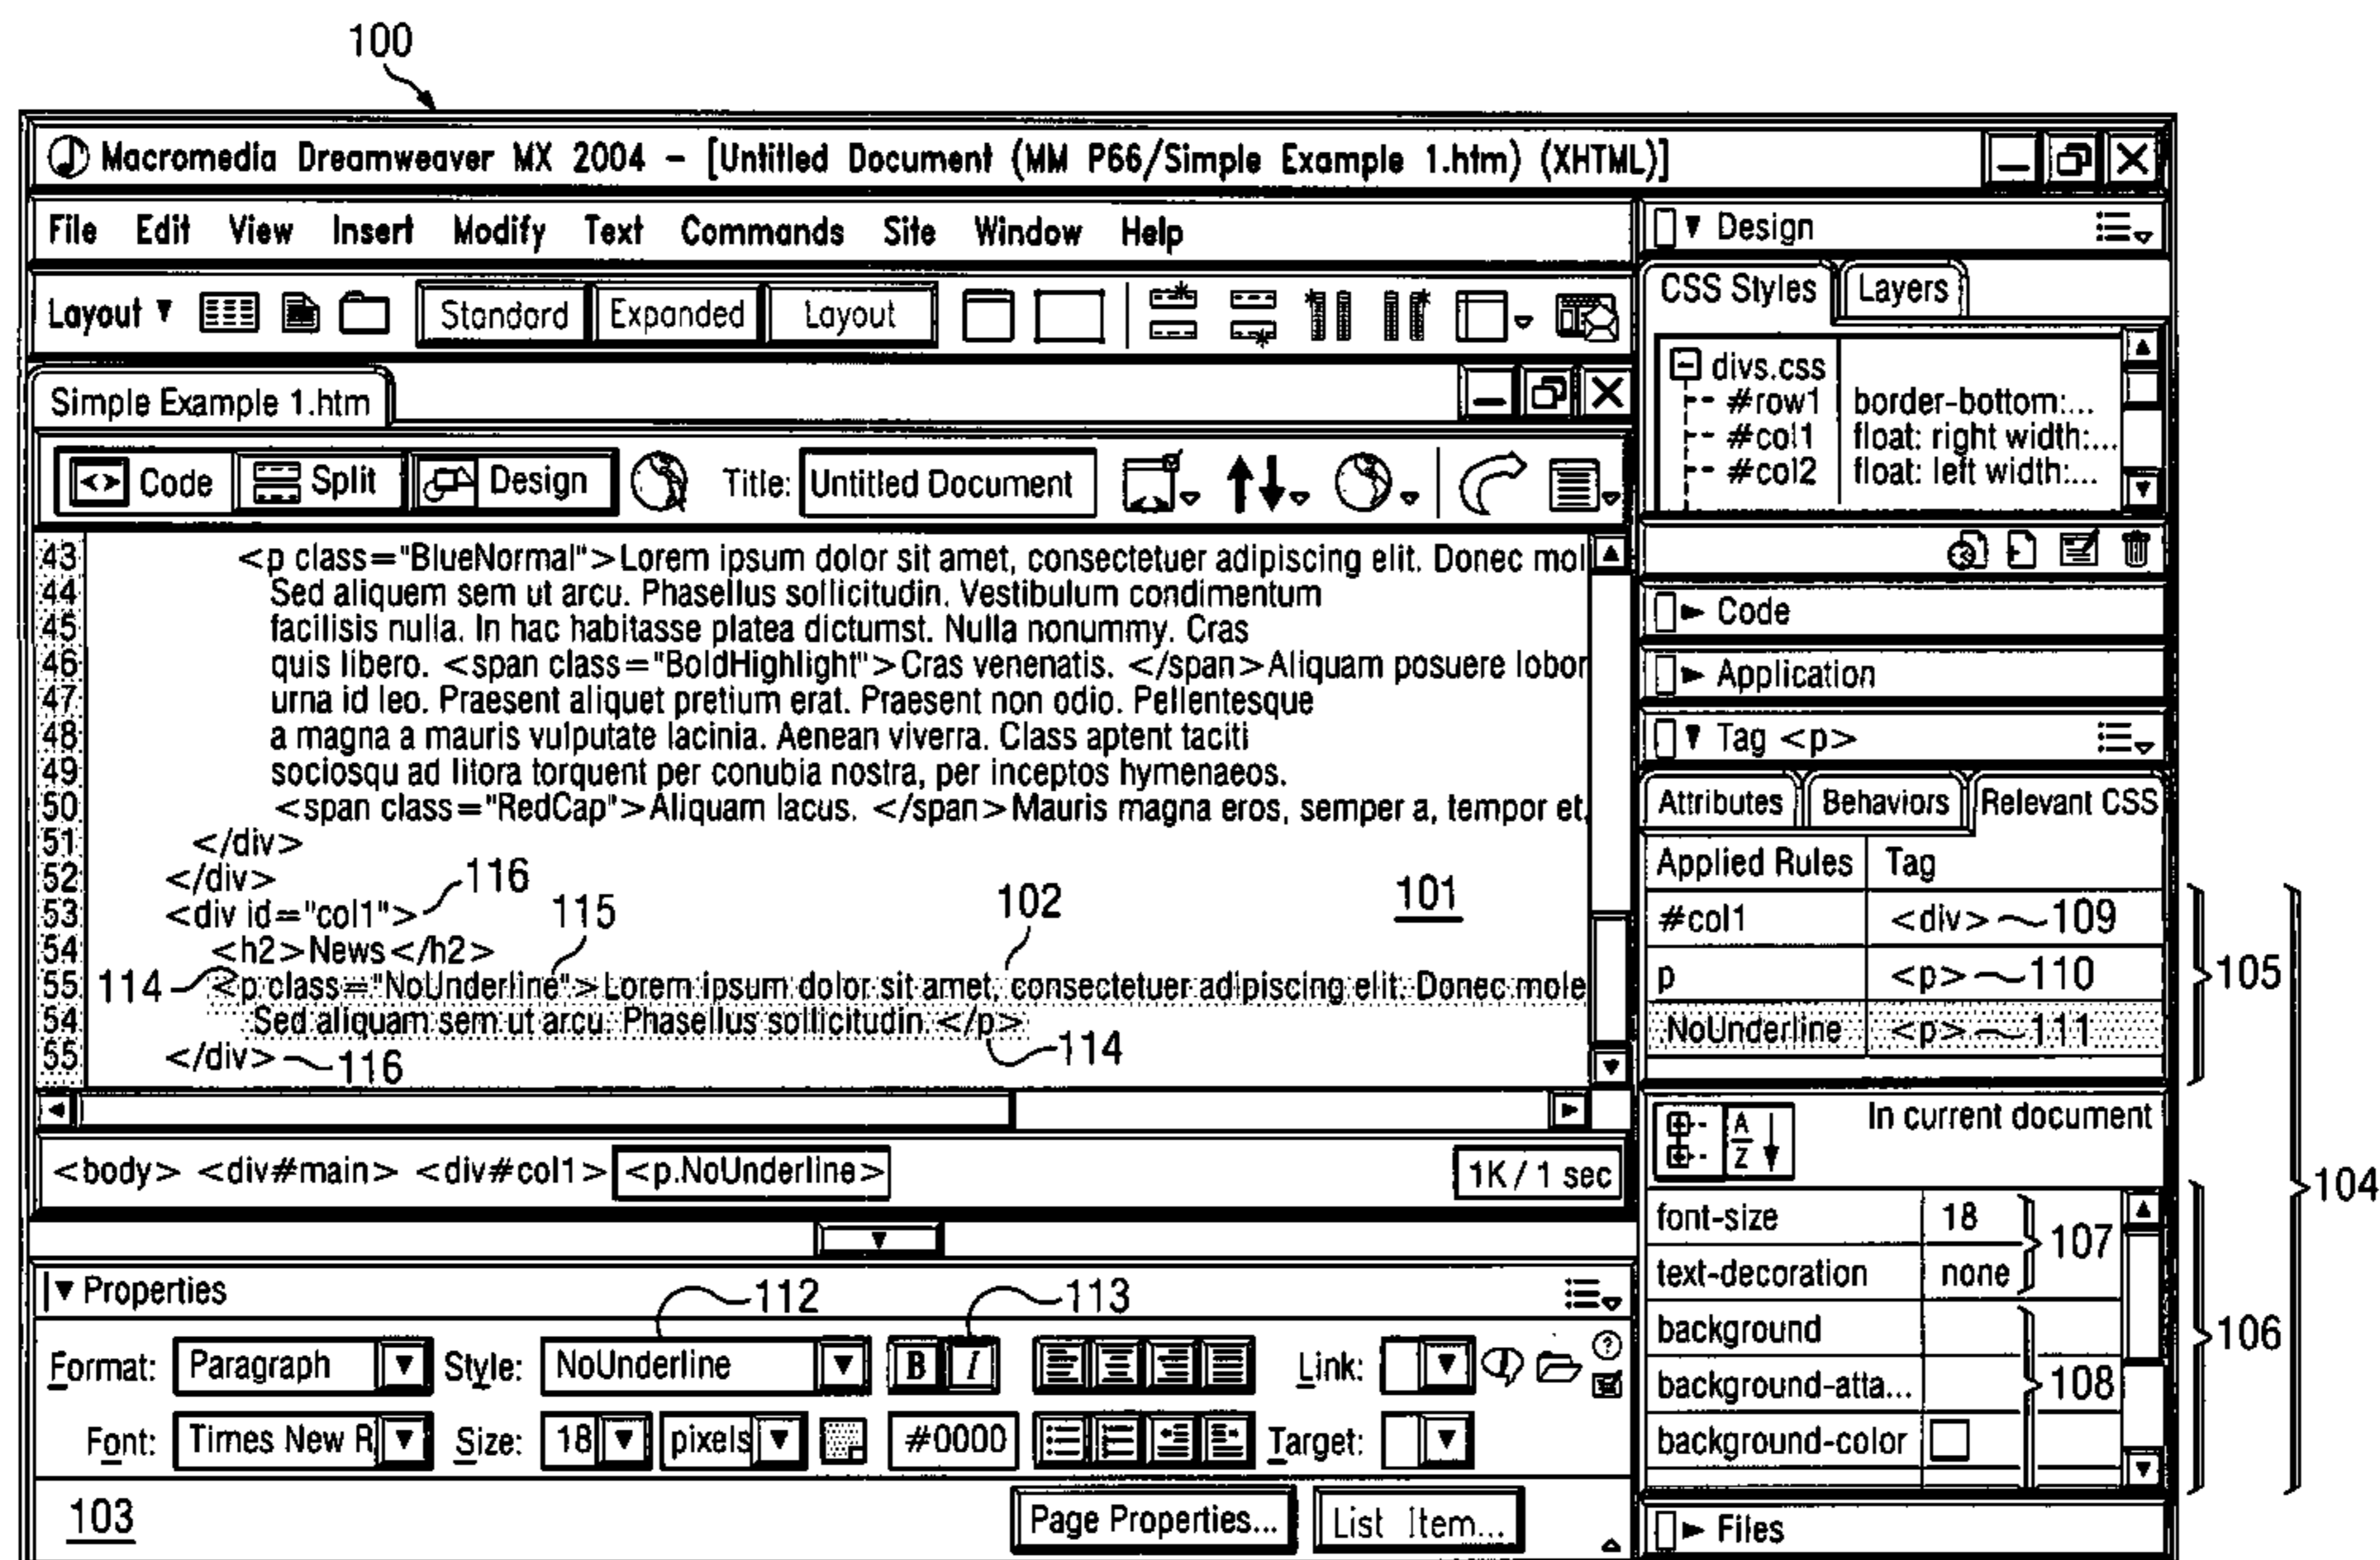 100
Macromedia Dreamweaver MX 2004 - [Untitled Document (MM P66/Simple Example 1.htm) (XHTML)]
File Edit View Insert Modify Text Commands Site Window Help
Layout Standard Expanded Layout
Simple Example 1.htm
<> Code Split Design Title: Untitled Document
43 <p class="BlueNormal">Lorem ipsum dolor sit amet, consectetuer adipiscing elit. Donec mol
44 Sed aliquem sem ut arcu. Phasellus sollicitudin. Vestibulum condimentum
45 facilisis nulla. In hac habitasse platea dictumst. Nulla nonummy. Cras
46 quis libero. <span class="BoldHighlight">Cras venenatis. </span>Aliquam posuere lobor
47 urna id leo. Praesent aliquet pretium erat. Praesent non odio. Pellentesque
48 a magna a mauris vulputate lacinia. Aenean viverra. Class aptent taciti
49 sociosqu ad litora torquent per conubia nostra, per inceptos hymenaeos.
50 <span class="RedCap">Aliquam lacus. </span>Mauris magna eros, semper a, tempor et,
51 </div>
52 </div> 116
53 <div id="col1"> 115 102 101
54 <h2>News</h2>
55 114 <p class="NoUnderline">Lorem ipsum dolor sit amet, consectetuer adipiscing elit. Donec mole
54 Sed aliquam sem ut arcu. Phasellus sollicitudin.</p>
55 </div> 116 114
<body> <div#main> <div#col1> <p.NoUnderline> 1K / 1 sec
Properties 112 113
Format: Paragraph Style: NoUnderline B I Link:
Font: Times New R Size: 18 pixels #0000 Target:
103 Page Properties... List Item...
Design
CSS Styles Layers
divs.css
#row1 border-bottom:...
#col1 float: right width:...
#col2 float: left width:...
Code
Application
Tag <p>
Attributes Behaviors Relevant CSS
Applied Rules Tag
#col1 <div> 109
p <p> 110 105
NoUnderline <p> 111
A Z In current document
104
font-size 18
107
text-decoration none
background 106
background-atta... 108
background-color
Files